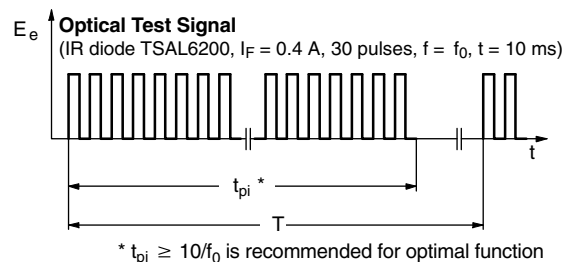 E_e
Optical Test Signal
(IR diode TSAL6200, I_F = 0.4 A, 30 pulses, f = f_0, t = 10 ms)
t
t_pi *
T
* t_pi ≥ 10/f_0 is recommended for optimal function